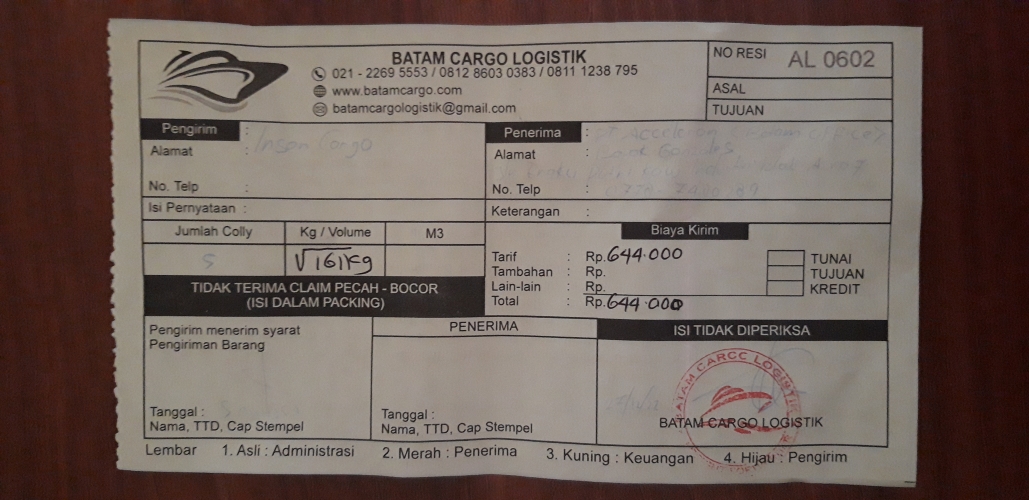 BATAM CARGO LOGISTIK
021 - 2269 5553 / 0812 8603 0383 / 0811 1238 795
www.batamcargo.com
batamcargologistik@gmail.com
NO RESI AL 0602
ASAL
TUJUAN
Pengirim : Insan Cargo
Alamat :
No. Telp :
Isi Pernyataan :
Penerima : PT
Alamat :
No. Telp :
Keterangan :
Jumlah Colly Kg / Volume M3
5 √161Kg
Biaya Kirim
Tarif : Rp. 644.000
Tambahan : Rp.
Lain-lain : Rp.
Total : Rp. 644.000
TUNAI
TUJUAN
KREDIT
TIDAK TERIMA CLAIM PECAH - BOCOR
(ISI DALAM PACKING)
Pengirim menerim syarat
Pengiriman Barang
Tanggal :
Nama, TTD, Cap Stempel
PENERIMA
Tanggal :
Nama, TTD, Cap Stempel
ISI TIDAK DIPERIKSA
BATAM CARGO LOGISTIK
BATAM CARGO LOGISTIK
Lembar 1. Asli : Administrasi 2. Merah : Penerima 3. Kuning : Keuangan 4. Hijau : Pengirim